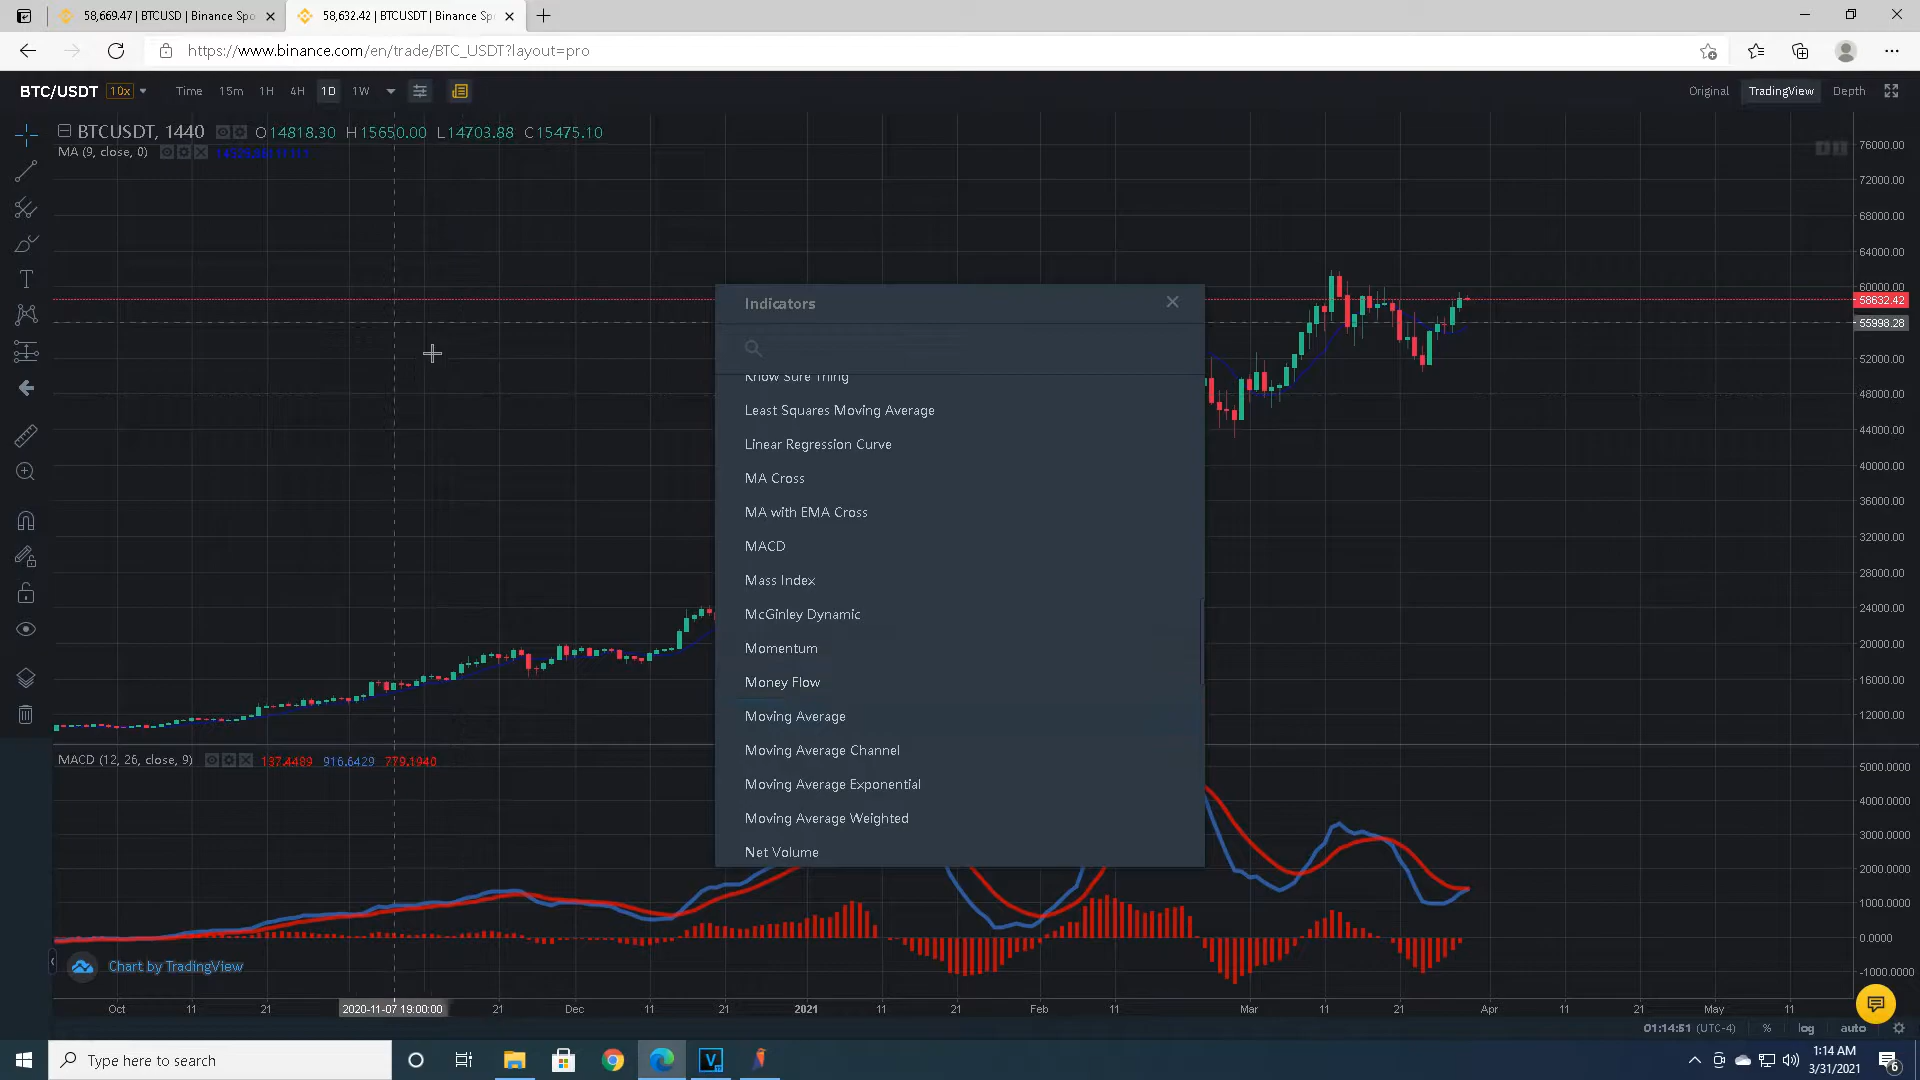 58,669.47 | BTCUSD | Binance Spo
58,632.42 | BTCUSDT | Binance Sp
https://www.binance.com/en/trade/BTC_USDT?layout=pro
BTC/USDT 10x Time 15m 1H 4H 1D 1W Original TradingView Depth
BTCUSDT, 1440 O14818.30 H15650.00 L14703.88 C15475.10
MA (9, close, 0)
76000.00
72000.00
68000.00
64000.00
60000.00
58632.42
55998.28
52000.00
48000.00
44000.00
40000.00
36000.00
32000.00
28000.00
24000.00
20000.00
16000.00
12000.00
Indicators
Know Sure Thing
Least Squares Moving Average
Linear Regression Curve
MA Cross
MA with EMA Cross
MACD
Mass Index
McGinley Dynamic
Momentum
Money Flow
Moving Average
Moving Average Channel
Moving Average Exponential
Moving Average Weighted
Net Volume
MACD (12, 26, close, 9) 137.4489 916.6429 779.1940
5000.0000
4000.0000
3000.0000
2000.0000
1000.0000
0.0000
-1000.0000
Chart by TradingView
Oct 11 21 2020-11-07 19:00:00 21 Dec 11 21 2021 11 21 Feb 11 Mar 11 21 Apr 11 21 May 11
01:14:51 (UTC-4) % log auto
Type here to search
1:14 AM
3/31/2021
6